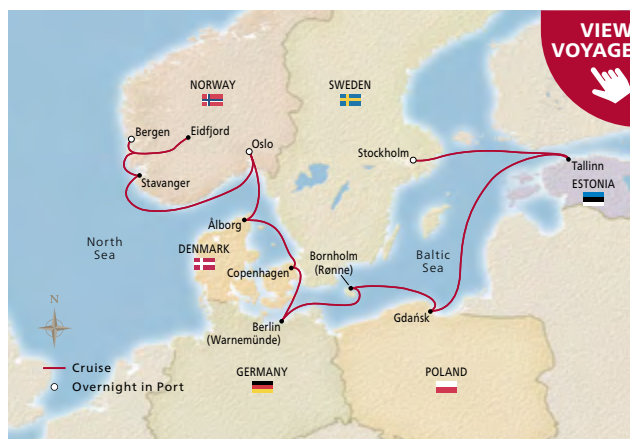 VIEW
VOYAGE
NORWAY
SWEDEN
Bergen
Eidfjord
Oslo
Stockholm
Tallinn
Stavanger
ESTONIA
Ålborg
North
Sea
DENMARK
Bornholm
(Rønne)
Baltic
Sea
Copenhagen
Gdańsk
Berlin
(Warnemünde)
N
Cruise
Overnight in Port
GERMANY
POLAND